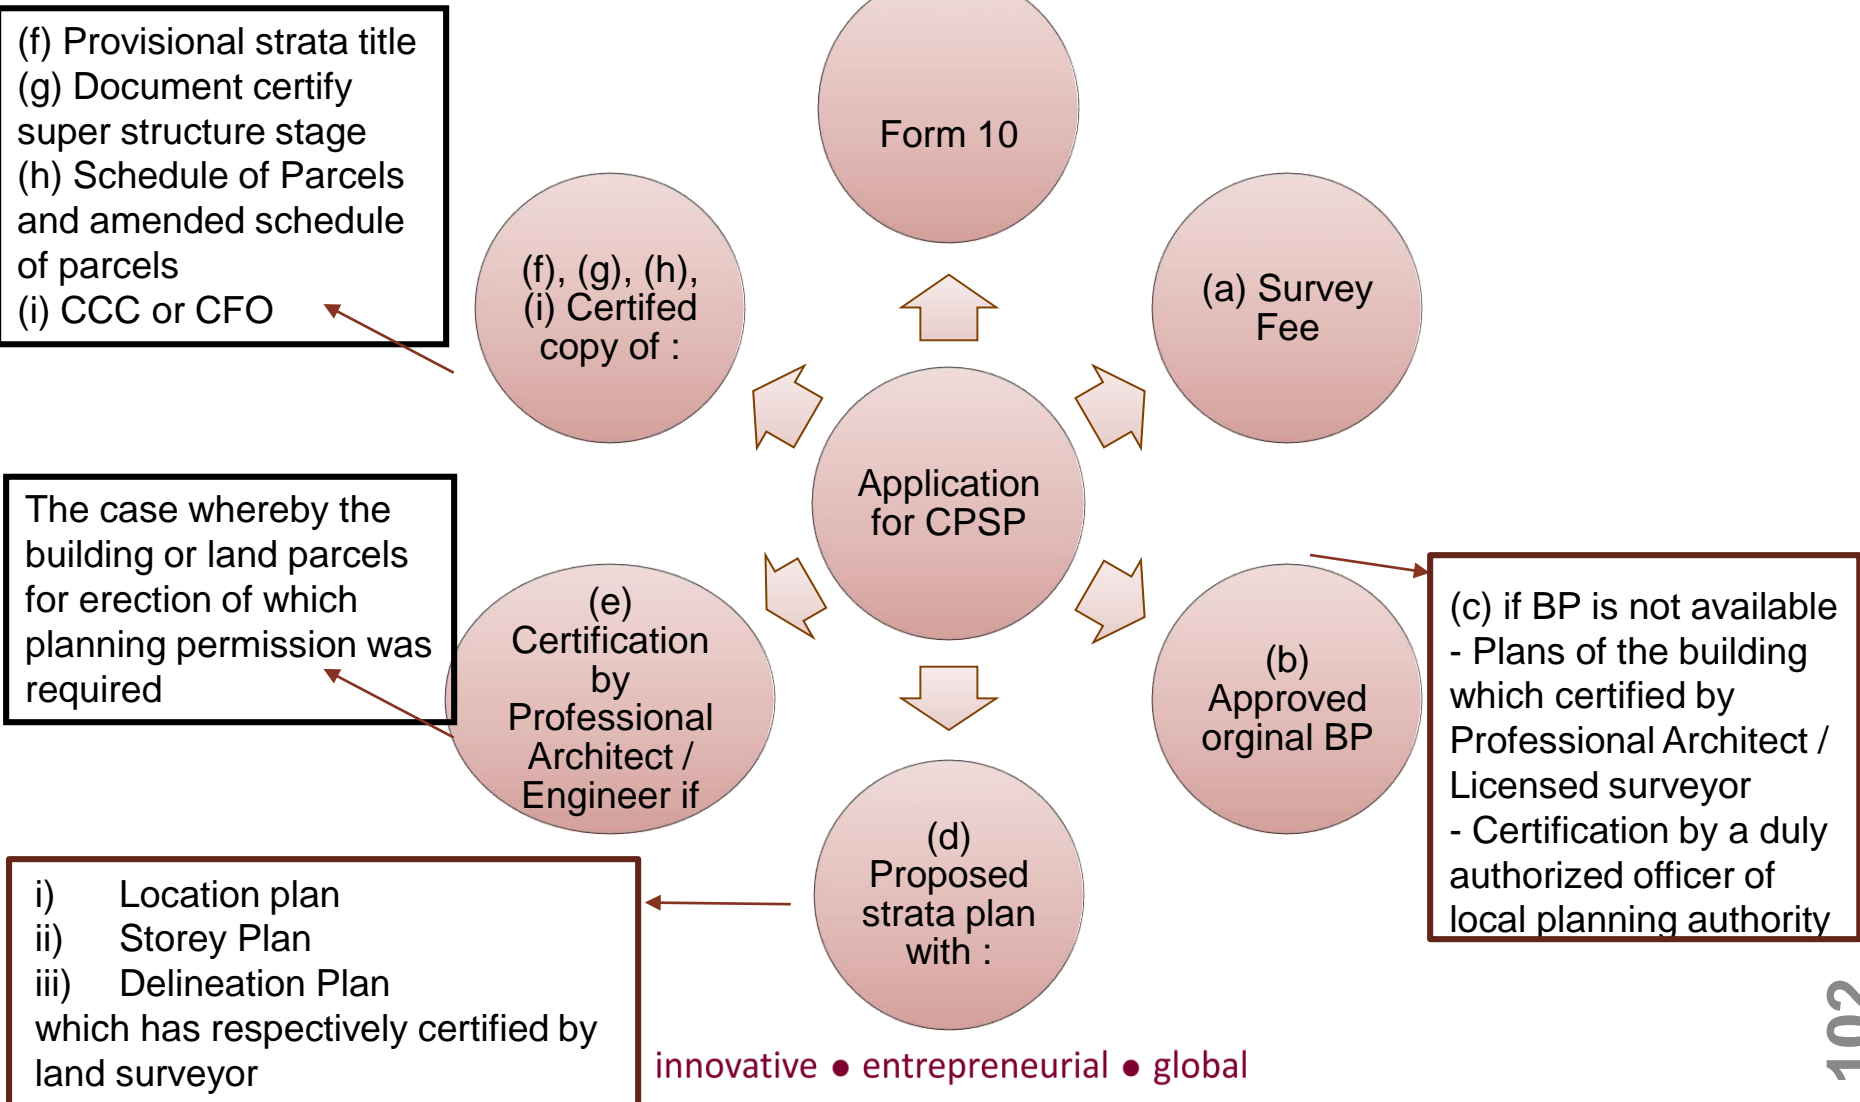 (f) Provisional strata title
(g) Document certify
super structure stage
(h) Schedule of Parcels
and amended schedule
of parcels
(i) CCC or CFO
Form 10
(f), (g), (h),
(i) Certifed
copy of :
(a) Survey
Fee
Application
for CPSP
The case whereby the
building or land parcels
for erection of which
planning permission was
required
(e)
Certification
by
Professional
Architect /
Engineer if
(b)
Approved
orginal BP
(c) if BP is not available
- Plans of the building
which certified by
Professional Architect /
Licensed surveyor
- Certification by a duly
authorized officer of
local planning authority
(d)
Proposed
strata plan
with :
i) Location plan
ii) Storey Plan
iii) Delineation Plan
which has respectively certified by
land surveyor
innovative ● entrepreneurial ● global
102